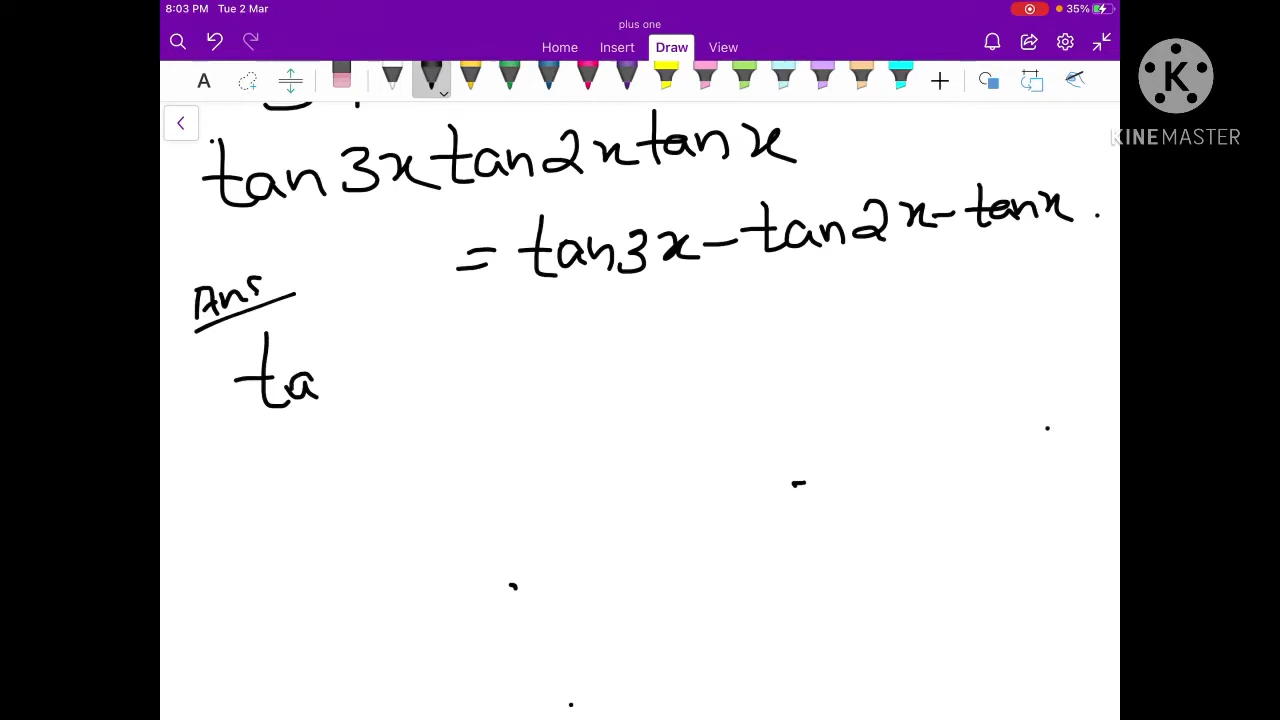 8:03 PM Tue 2 Mar
35%
plus one
Home Insert Draw View
A
K
KINEMASTER
tan3x tan2x tanx
= tan3x - tan2x - tanx.
Ans
ta